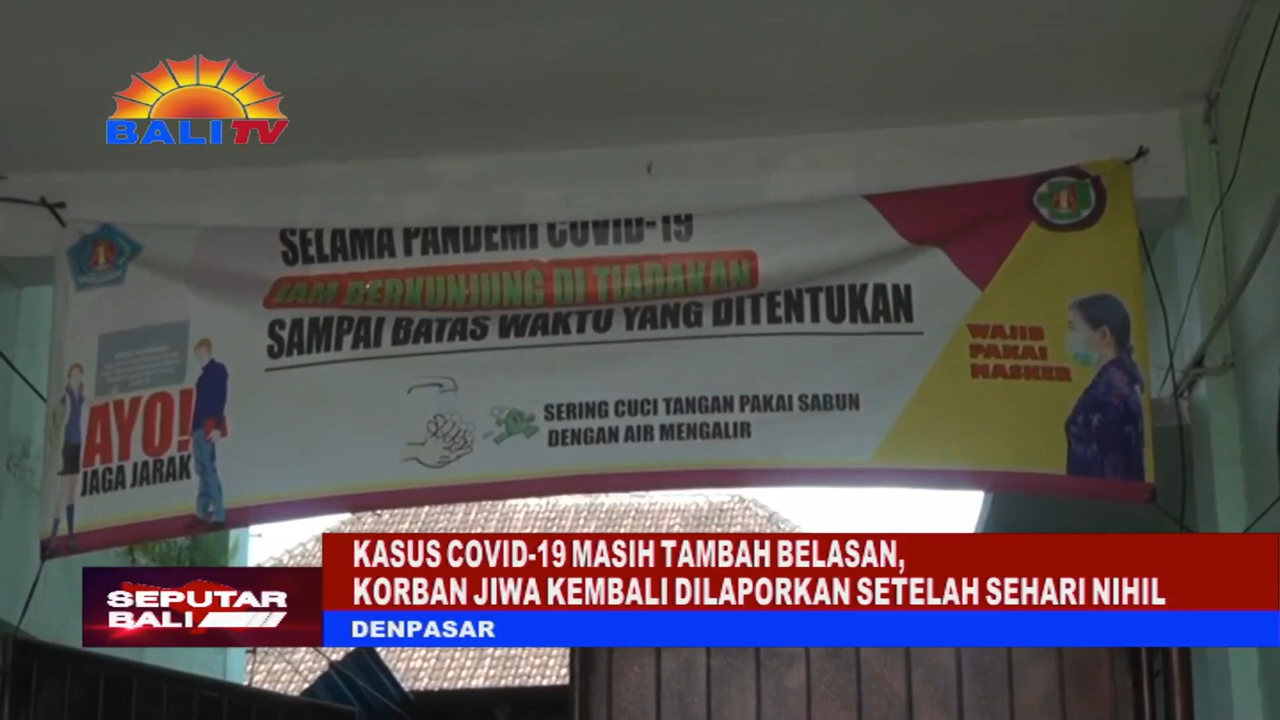 BALI TV
SELAMA PANDEMI COVID-19
JAM BERKUNJUNG DI TIADAKAN
SAMPAI BATAS WAKTU YANG DITENTUKAN
WAJIB
PAKAI
MASKER
AYO!
JAGA JARAK
SERING CUCI TANGAN PAKAI SABUN
DENGAN AIR MENGALIR
KASUS COVID-19 MASIH TAMBAH BELASAN,
KORBAN JIWA KEMBALI DILAPORKAN SETELAH SEHARI NIHIL
SEPUTAR
BALI
DENPASAR